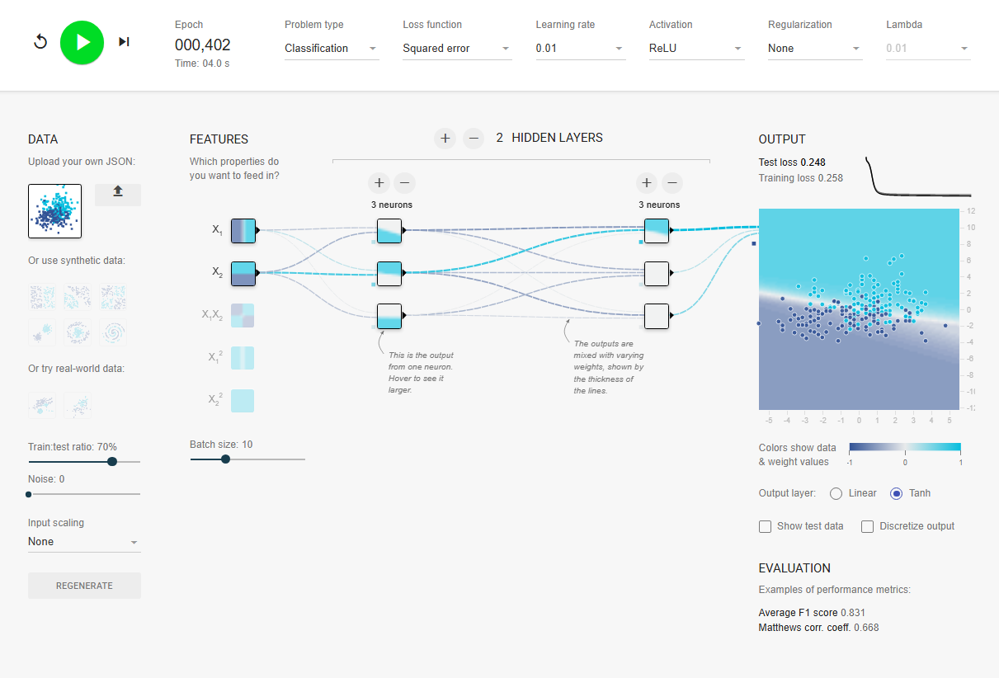 Epoch
000,402
Time: 04.0 s
Problem type
Classification
Loss function
Squared error
Learning rate
0.01
Activation
ReLU
Regularization
None
Lambda
0.01
DATA
Upload your own JSON:
Or use synthetic data:
Or try real-world data:
Train:test ratio: 70%
Noise: 0
Input scaling
None
REGENERATE
FEATURES
Which properties do
you want to feed in?
X1
X2
X1X2
X1²
X2²
Batch size: 10
+ − 2 HIDDEN LAYERS
+ −
3 neurons
+ −
3 neurons
This is the output
from one neuron.
Hover to see it
larger.
The outputs are
mixed with varying
weights, shown by
the thickness of
the lines.
OUTPUT
Test loss 0.248
Training loss 0.258
12
10
8
6
4
2
0
-2
-4
-6
-8
-5 -4 -3 -2 -1 0 1 2 3 4 5
Colors show data
& weight values
-1 0 1
Output layer: Linear Tanh
Show test data Discretize output
EVALUATION
Examples of performance metrics:
Average F1 score 0.831
Matthews corr. coeff. 0.668